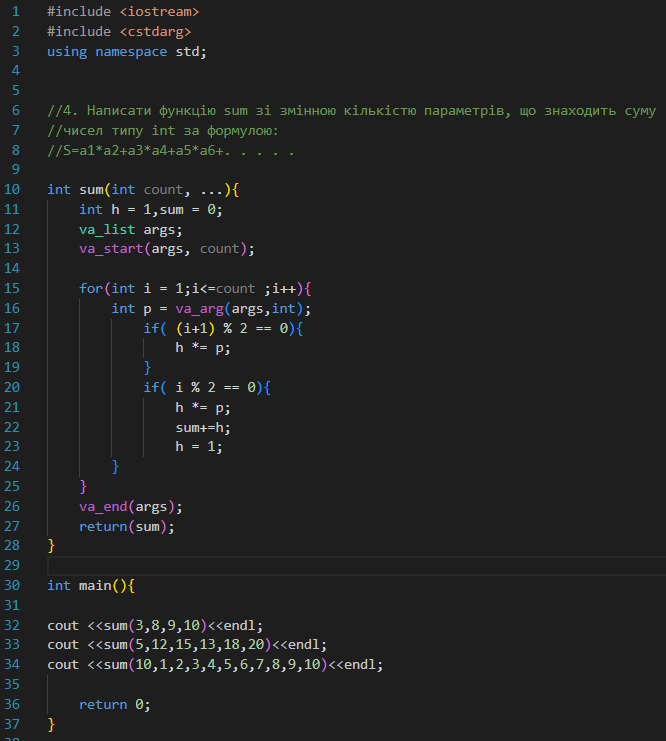 1 #include <iostream>
2 #include <cstdarg>
3 using namespace std;
4
5
6 //4. Написати функцію sum зі змінною кількістю параметрів, що знаходить суму
7 //чисел типу int за формулою:
8 //S=a1*a2+a3*a4+a5*a6+. . . . .
9
10 int sum(int count, ...){
11     int h = 1,sum = 0;
12     va_list args;
13     va_start(args, count);
14
15     for(int i = 1;i<=count ;i++){
16         int p = va_arg(args,int);
17             if( (i+1) % 2 == 0){
18                 h *= p;
19             }
20             if( i % 2 == 0){
21                 h *= p;
22                 sum+=h;
23                 h = 1;
24         }
25     }
26     va_end(args);
27     return(sum);
28 }
29
30 int main(){
31
32 cout <<sum(3,8,9,10)<<endl;
33 cout <<sum(5,12,15,13,18,20)<<endl;
34 cout <<sum(10,1,2,3,4,5,6,7,8,9,10)<<endl;
35
36     return 0;
37 }